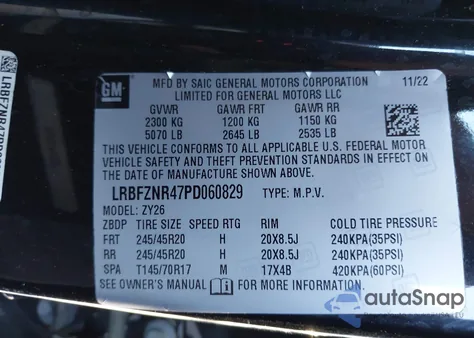 GM
MFG BY SAIC GENERAL MOTORS CORPORATION 11/22
LIMITED FOR GENERAL MOTORS LLC
GVWR GAWR FRT GAWR RR
2300 KG 1200 KG 1150 KG
5070 LB 2645 LB 2535 LB
THIS VEHICLE CONFORMS TO ALL APPLICABLE U.S. FEDERAL MOTOR
VEHICLE SAFETY AND THEFT PREVENTION STANDARDS IN EFFECT ON
THE DATE OF MANUFACTURE SHOWN ABOVE.
LRBFZNR47PD060829 TYPE: M.P.V.
MODEL: ZY26
ZBDP TIRE SIZE SPEED RTG RIM COLD TIRE PRESSURE
FRT 245/45R20 H 20X8.5J 240KPA(35PSI)
RR 245/45R20 H 20X8.5J 240KPA(35PSI)
SPA T145/70R17 M 17X4B 420KPA(60PSI)
SEE OWNER'S MANUAL FOR MORE INFORMATION.
autoSnap